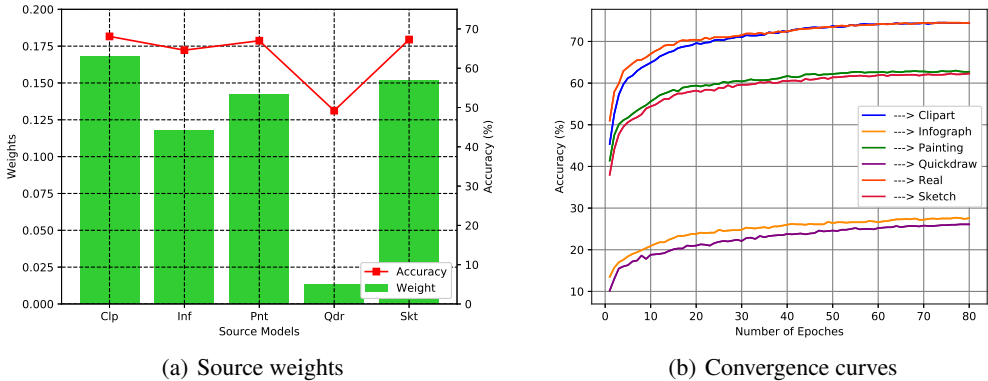 0.200
0.175
0.150
0.125
0.100
0.075
0.050
0.025
0.000
Weights
70
60
50
40
30
20
10
0
Accuracy (%)
Accuracy
Weight
Clp Inf Pnt Qdr Skt
Source Models
(a) Source weights
70
60
50
40
30
20
10
Accuracy (%)
---> Clipart
---> Infograph
---> Painting
---> Quickdraw
---> Real
---> Sketch
0 10 20 30 40 50 60 70 80
Number of Epoches
(b) Convergence curves